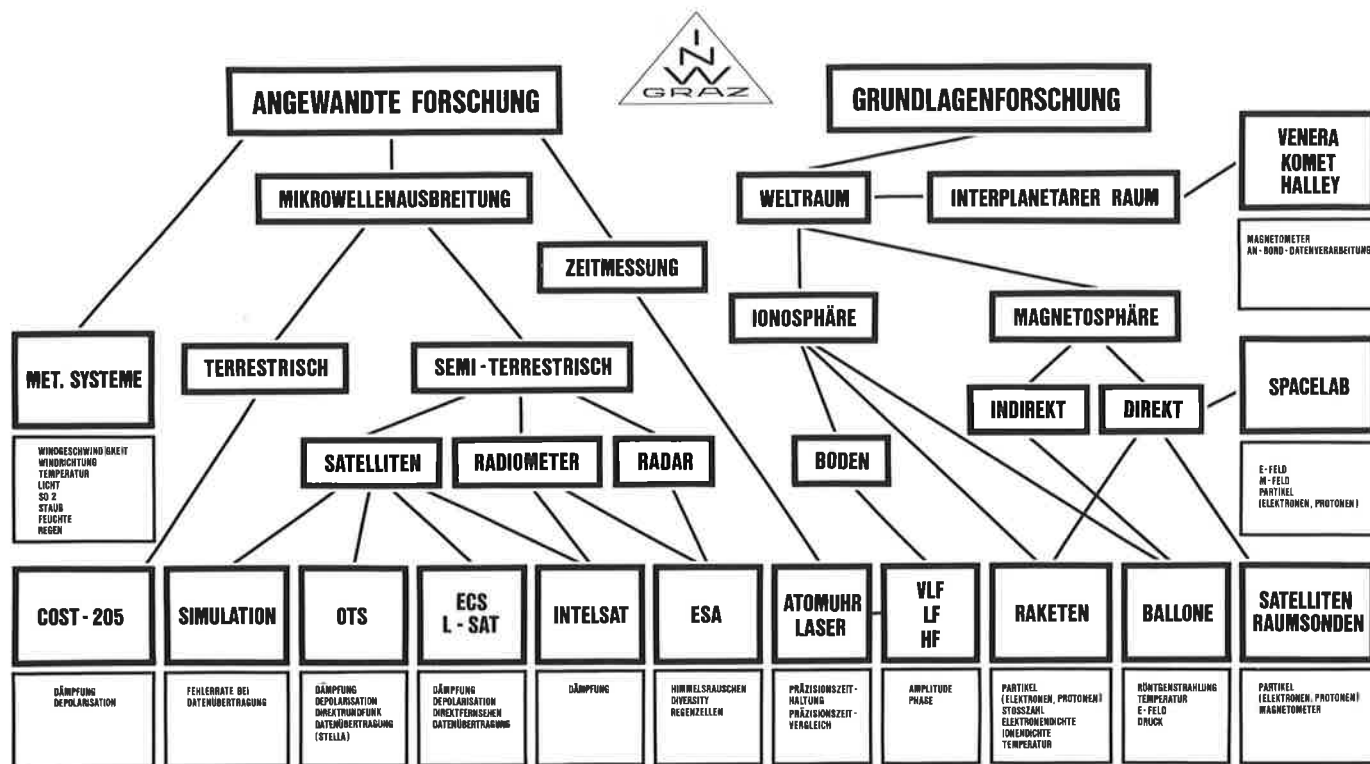 I
N
W
GRAZ
ANGEWANDTE FORSCHUNG
GRUNDLAGENFORSCHUNG
VENERA
KOMET
HALLEY
MIKROWELLENAUSBREITUNG
WELTRAUM
INTERPLANETARER RAUM
MAGNETOMETER
AN-BORD-DATENVERARBEITUNG
ZEITMESSUNG
IONOSPHÄRE
MAGNETOSPHÄRE
MET. SYSTEME
TERRESTRISCH
SEMI-TERRESTRISCH
SPACELAB
INDIREKT
DIREKT
WINDGESCHWINDIGKEIT
WINDRICHTUNG
TEMPERATUR
LICHT
SO 2
STAUB
FEUCHTE
REGEN
SATELLITEN
RADIOMETER
RADAR
BODEN
E-FELD
M-FELD
PARTIKEL
(ELEKTRONEN, PROTONEN)
COST-205
SIMULATION
OTS
ECS
L-SAT
INTELSAT
ESA
ATOMUHR
LASER
VLF
LF
HF
RAKETEN
BALLONE
SATELLITEN
RAUMSONDEN
DÄMPFUNG
DEPOLARISATION
FEHLERRATE BEI
DATENÜBERTRAGUNG
DÄMPFUNG
DEPOLARISATION
DIREKTRUNDFUNK
DATENÜBERTRAGUNG
(STELLA)
DÄMPFUNG
DEPOLARISATION
DIREKTFERNSEHEN
DATENÜBERTRAGUNG
DÄMPFUNG
HIMMELSRAUSCHEN
DIVERSITY
REGENZELLEN
PRÄZISIONSZEIT-
HALTUNG
PRÄZISIONSZEIT-
VERGLEICH
AMPLITUDE
PHASE
PARTIKEL
(ELEKTRONEN, PROTONEN)
STOSSZAHL
ELEKTRONENDICHTE
IONENDICHTE
TEMPERATUR
RÖNTGENSTRAHLUNG
TEMPERATUR
E-FELD
DRUCK
PARTIKEL
(ELEKTRONEN, PROTONEN)
MAGNETOMETER